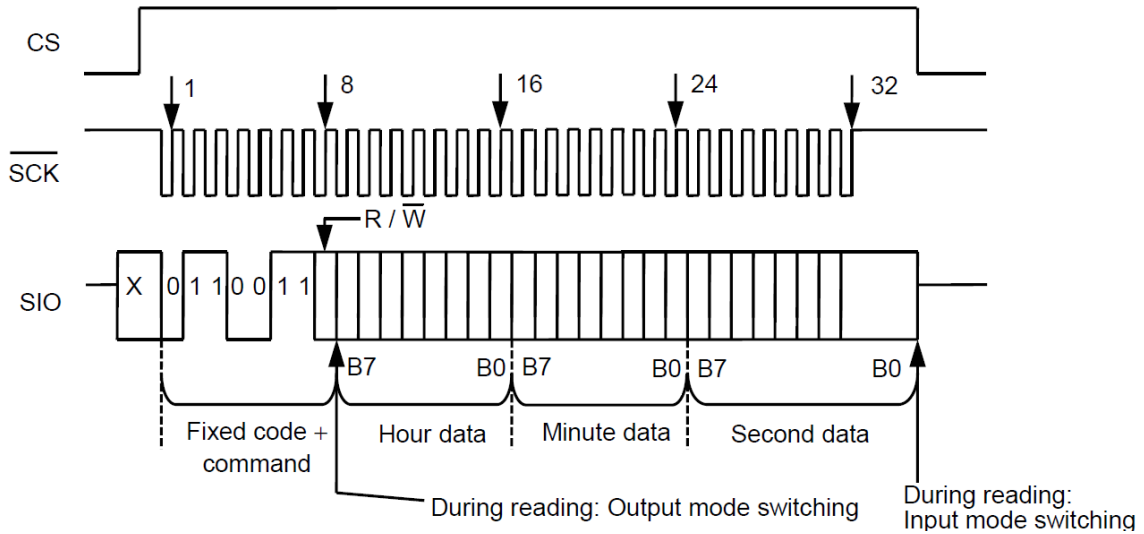 CS
1 8 16 24 32
SCK
R / W
SIO
X 0 1 1 0 0 1 1
B7 B0 B7 B0 B7 B0
Fixed code +
command
Hour data
Minute data
Second data
During reading: Output mode switching
During reading:
Input mode switching